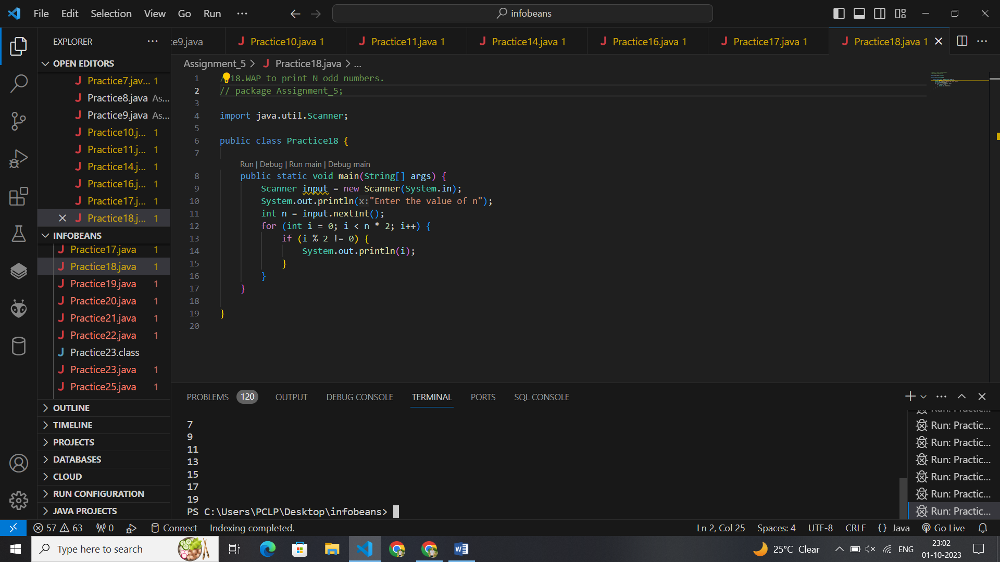 File Edit Selection View Go Run ··· infobeans
EXPLORER ···
OPEN EDITORS
Practice7.jav... 1
Practice8.java As...
Practice9.java As...
Practice10.j... 1
Practice11.j... 1
Practice14.j... 1
Practice16.j... 1
Practice17.j... 1
Practice18.j... 1
INFOBEANS
Practice17.java 1
Practice18.java 1
Practice19.java 1
Practice20.java 1
Practice21.java 1
Practice22.java 1
Practice23.class
Practice23.java 1
Practice25.java 1
OUTLINE
TIMELINE
PROJECTS
DATABASES
CLOUD
RUN CONFIGURATION
JAVA PROJECTS
ce9.java Practice10.java 1 Practice11.java 1 Practice14.java 1 Practice16.java 1 Practice17.java 1 Practice18.java 1
Assignment_5 > Practice18.java > ...
1 /18.WAP to print N odd numbers.
2 // package Assignment_5;
3
4 import java.util.Scanner;
5
6 public class Practice18 {
7
Run | Debug | Run main | Debug main
8 public static void main(String[] args) {
9 Scanner input = new Scanner(System.in);
10 System.out.println(x:"Enter the value of n");
11 int n = input.nextInt();
12 for (int i = 0; i < n * 2; i++) {
13 if (i % 2 != 0) {
14 System.out.println(i);
15 }
16 }
17 }
18
19 }
20
PROBLEMS 120 OUTPUT DEBUG CONSOLE TERMINAL PORTS SQL CONSOLE
7
9
11
13
15
17
19
PS C:\Users\PCLP\Desktop\infobeans>
Run: Practic...
Run: Practic...
Run: Practic...
Run: Practic...
Run: Practic...
Run: Practic...
Run: Practic...
57 63 0 Connect Indexing completed. Ln 2, Col 25 Spaces: 4 UTF-8 CRLF {} Java Go Live
Type here to search 25°C Clear ENG 23:02
01-10-2023